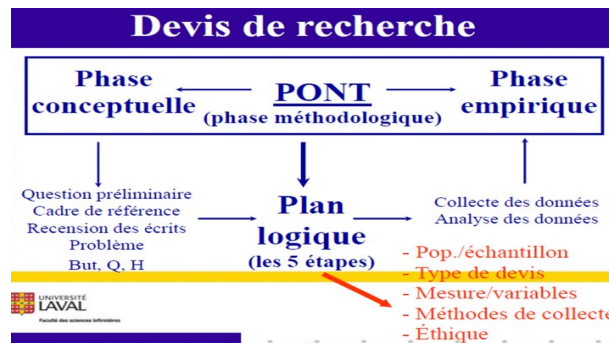 Devis de recherche
Phase
conceptuelle
PONT
(phase méthodologique)
Phase
empirique
Question préliminaire
Cadre de référence
Recension des écrits
Problème
But, Q, H
Plan
logique
(les 5 étapes)
Collecte des données
Analyse des données
- Pop./échantillon
- Type de devis
- Mesure/variables
- Méthodes de collecte
- Éthique
UNIVERSITÉ
LAVAL
Faculté des sciences infirmières